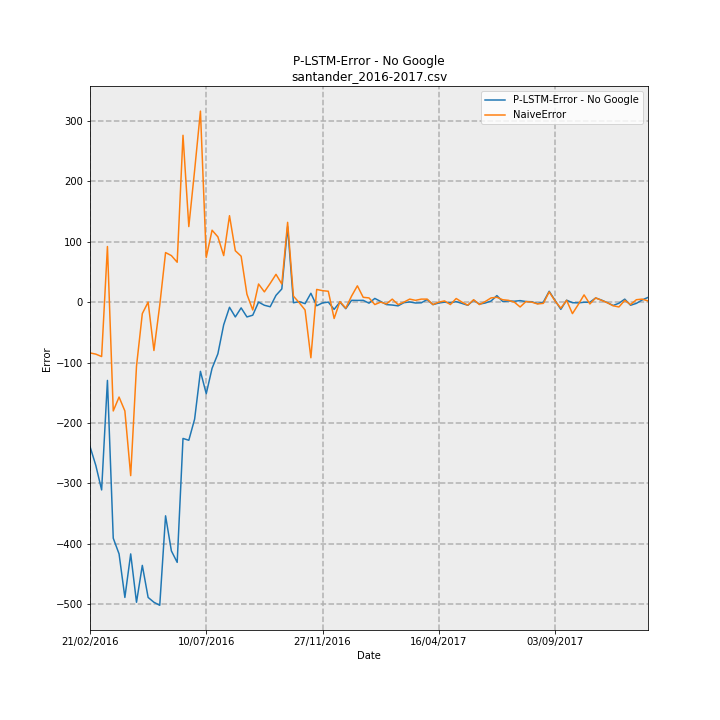 P-LSTM-Error - No Google
santander_2016-2017.csv
P-LSTM-Error - No Google
NaiveError
300
200
100
0
−100
−200
−300
−400
−500
Error
21/02/2016
10/07/2016
27/11/2016
16/04/2017
03/09/2017
Date